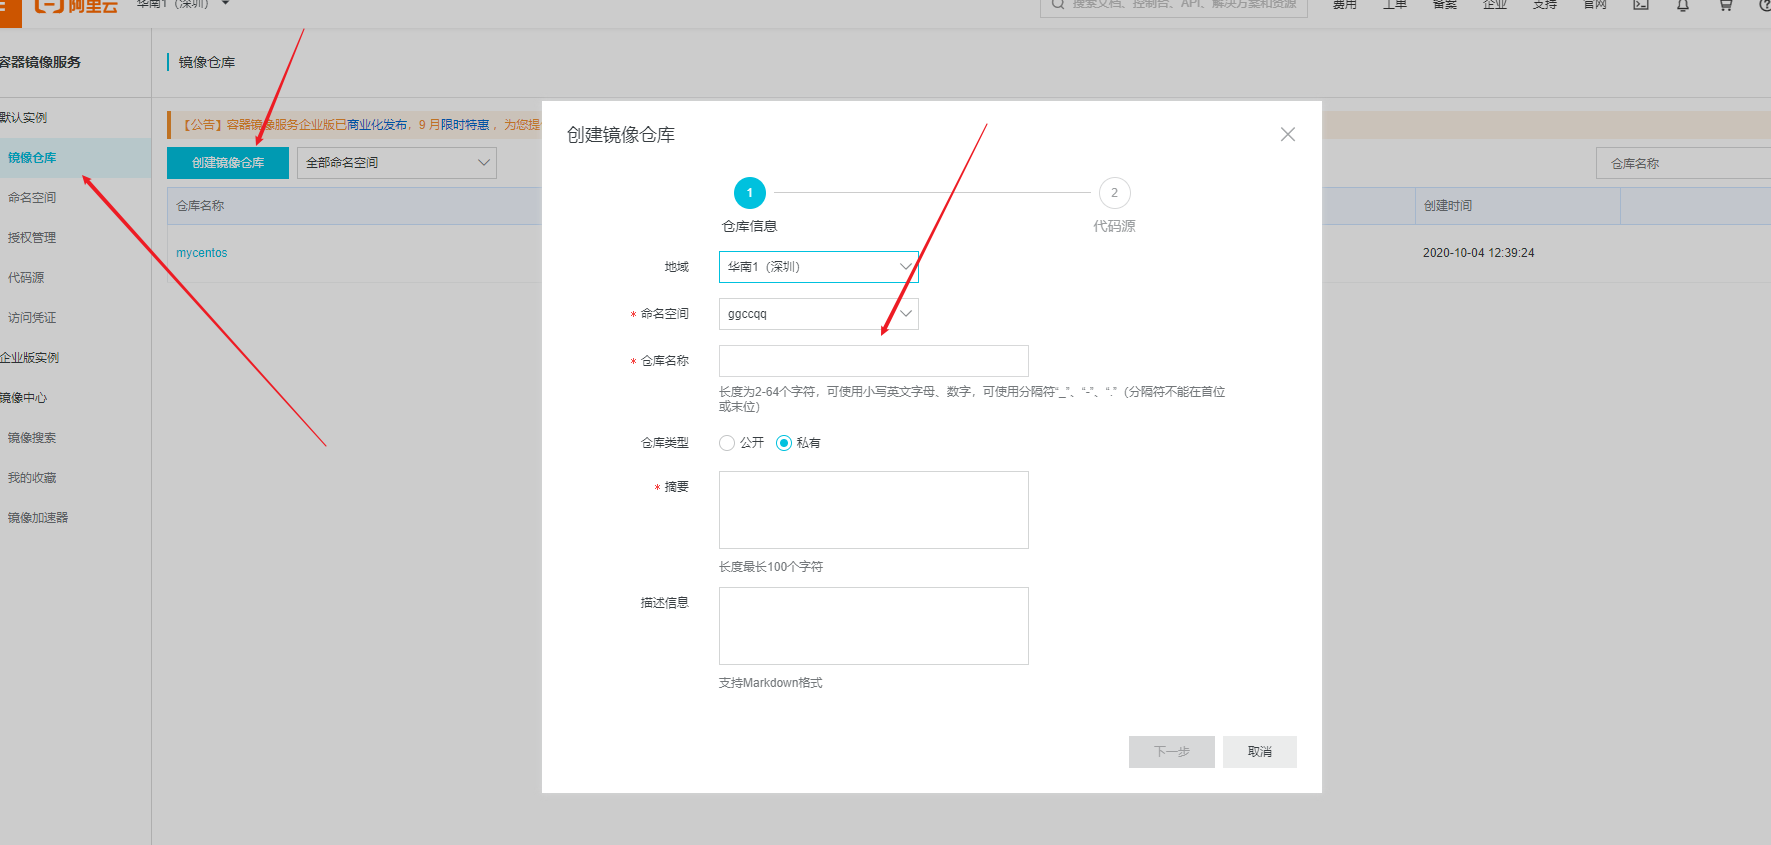 阿里云
华南1（深圳）
搜索文档、控制台、API、解决方案和资源
费用
工单
备案
企业
支持
官网
容器镜像服务
镜像仓库
默认实例
镜像仓库
命名空间
授权管理
代码源
访问凭证
企业版实例
镜像中心
镜像搜索
我的收藏
镜像加速器
【公告】容器镜像服务企业版已商业化发布，9 月限时特惠 ，为您提
创建镜像仓库
全部命名空间
仓库名称
仓库名称
创建时间
mycentos
2020-10-04 12:39:24
创建镜像仓库
1
2
仓库信息
代码源
地域
华南1（深圳）
* 命名空间
ggccqq
* 仓库名称
长度为2-64个字符，可使用小写英文字母、数字，可使用分隔符“_”、“-”、“.”（分隔符不能在首位
或末位）
仓库类型
公开
私有
* 摘要
长度最长100个字符
描述信息
支持Markdown格式
下一步
取消